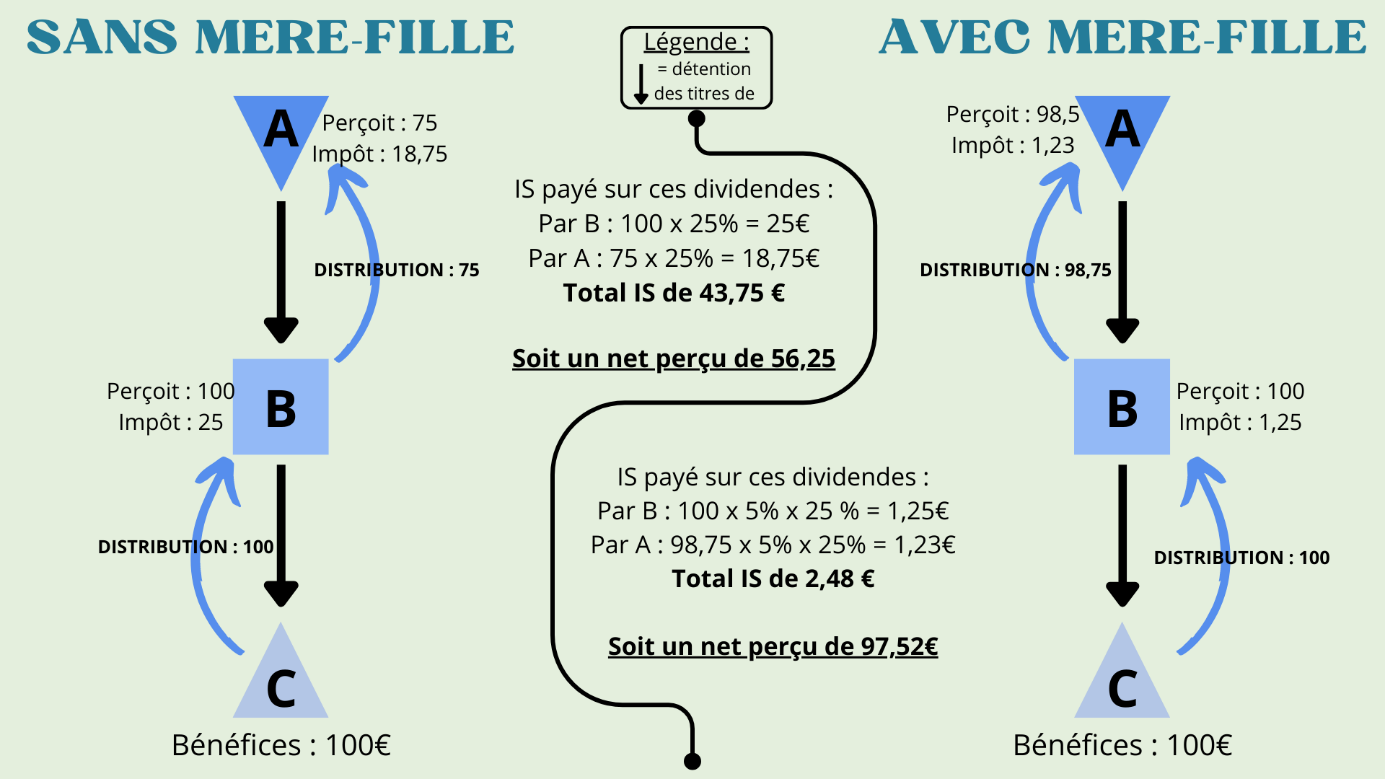 SANS MERE-FILLE
A
Perçoit : 75
Impôt : 18,75
DISTRIBUTION : 75
Perçoit : 100
Impôt : 25
B
DISTRIBUTION : 100
C
Bénéfices : 100€
Légende :
= détention
des titres de
IS payé sur ces dividendes :
Par B : 100 x 25% = 25€
Par A : 75 x 25% = 18,75€
Total IS de 43,75 €
Soit un net perçu de 56,25
IS payé sur ces dividendes :
Par B : 100 x 5% x 25 % = 1,25€
Par A : 98,75 x 5% x 25% = 1,23€
Total IS de 2,48 €
Soit un net perçu de 97,52€
AVEC MERE-FILLE
Perçoit : 98,5
Impôt : 1,23
A
DISTRIBUTION : 98,75
B
Perçoit : 100
Impôt : 1,25
DISTRIBUTION : 100
C
Bénéfices : 100€